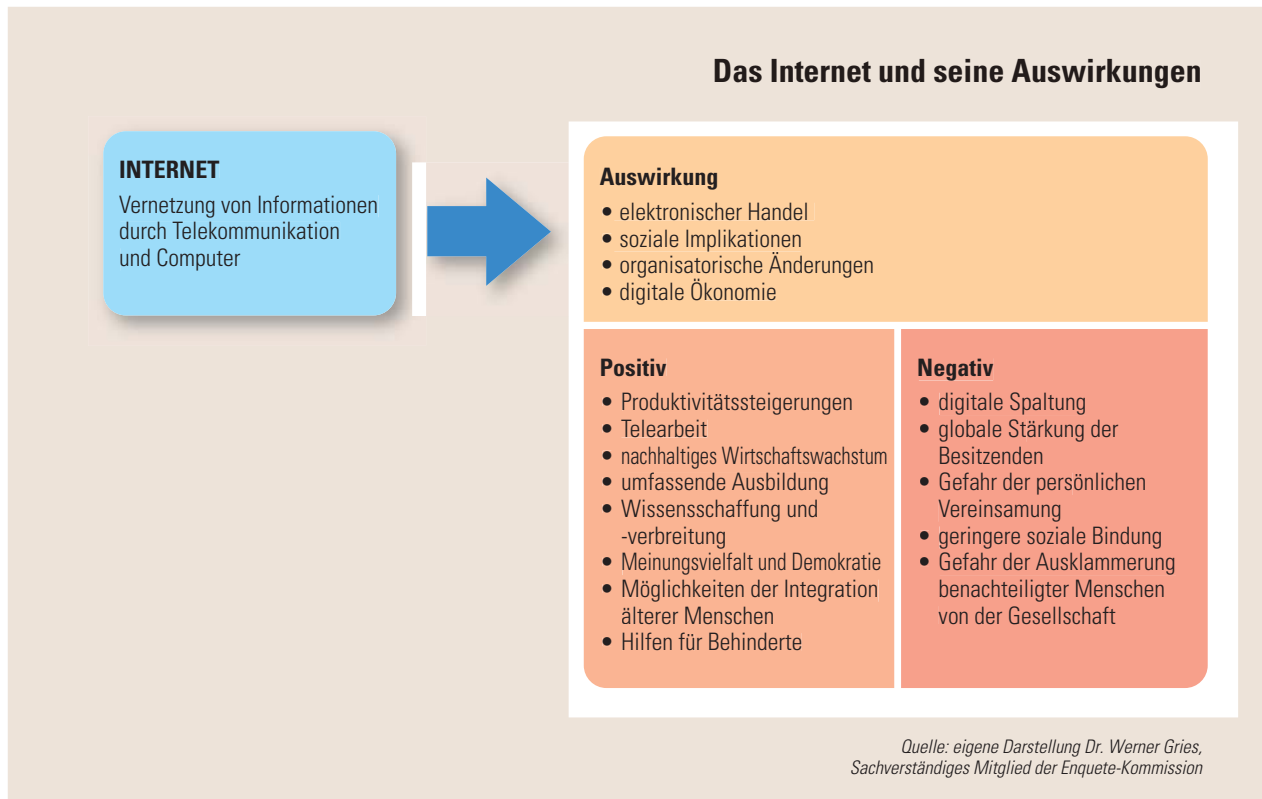 Das Internet und seine Auswirkungen
INTERNET
Vernetzung von Informationen
durch Telekommunikation
und Computer
Auswirkung
• elektronischer Handel
• soziale Implikationen
• organisatorische Änderungen
• digitale Ökonomie
Positiv
• Produktivitätssteigerungen
• Telearbeit
• nachhaltiges Wirtschaftswachstum
• umfassende Ausbildung
• Wissensschaffung und
-verbreitung
• Meinungsvielfalt und Demokratie
• Möglichkeiten der Integration
älterer Menschen
• Hilfen für Behinderte
Negativ
• digitale Spaltung
• globale Stärkung der
Besitzenden
• Gefahr der persönlichen
Vereinsamung
• geringere soziale Bindung
• Gefahr der Ausklammerung
benachteiligter Menschen
von der Gesellschaft
Quelle: eigene Darstellung Dr. Werner Gries,
Sachverständiges Mitglied der Enquete-Kommission